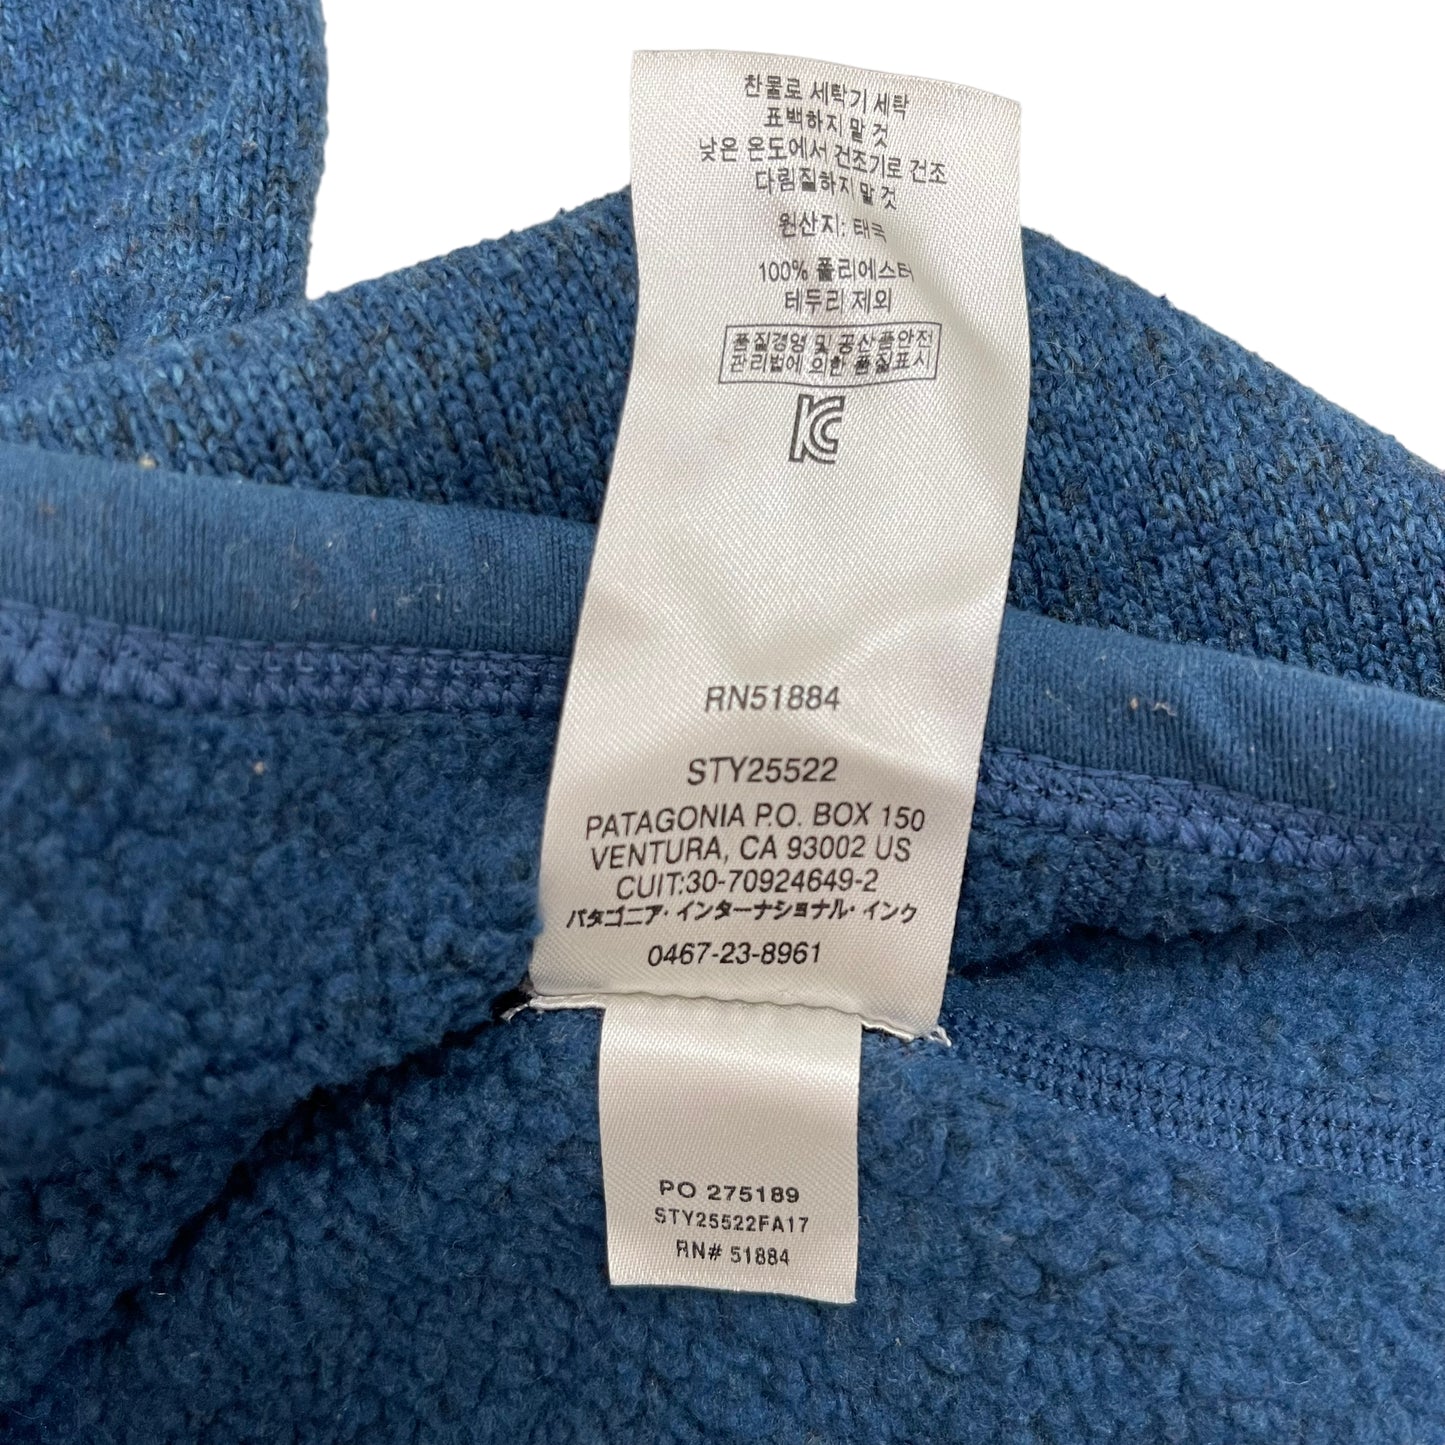 찬물로 세탁기 세탁
표백하지 말 것
낮은 온도에서 건조기로 건조
다림질하지 말 것
원산지: 태국
100% 폴리에스터
테두리 제외
품질경영 및 공산품안전
관리법에 의한 품질표시
KC
RN51884
STY25522
PATAGONIA P.O. BOX 150
VENTURA, CA 93002 US
CUIT:30-70924649-2
パタゴニア・インターナショナル・インク
0467-23-8961
PO 275189
STY25522FA17
RN# 51884